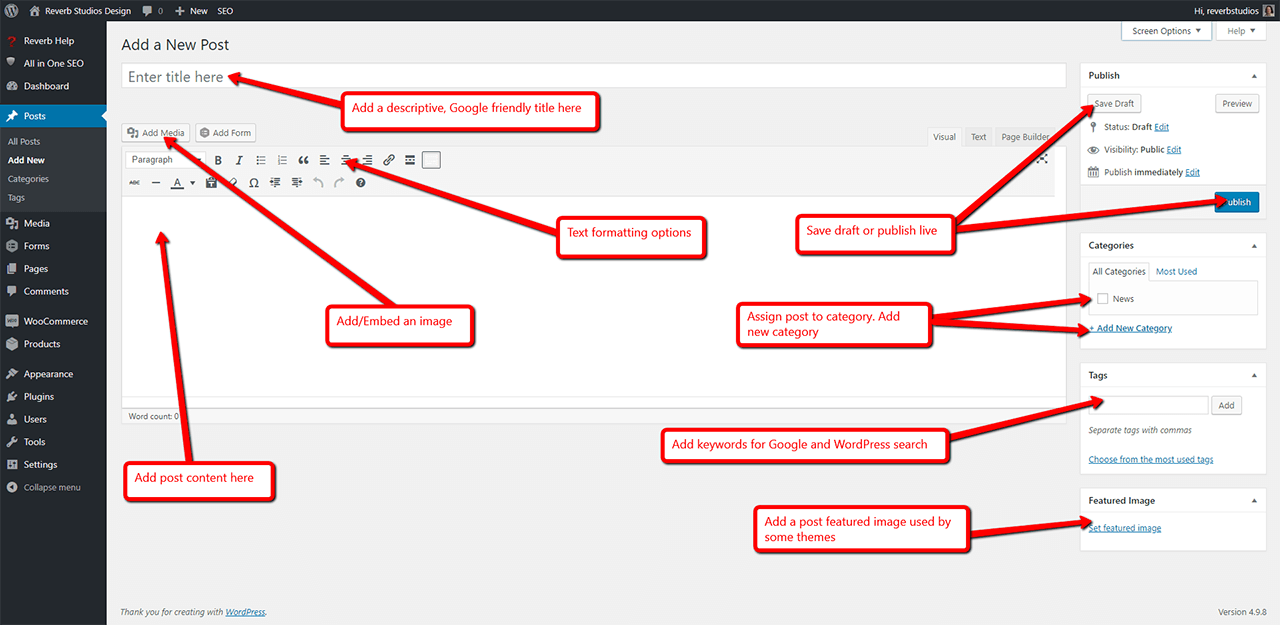 Reverb Studios Design
0
New
SEO
Hi, reverbstudios
Reverb Help
All in One SEO
Dashboard
Posts
All Posts
Add New
Categories
Tags
Media
Forms
Pages
Comments
WooCommerce
Products
Appearance
Plugins
Users
Tools
Settings
Collapse menu
Screen Options
Help
Add a New Post
Enter title here
Add a descriptive, Google friendly title here
Add Media
Add Form
Visual
Text
Page Builder
Paragraph
B
I
ABC
A
Text formatting options
Add/Embed an image
Add post content here
Word count: 0
Publish
Save Draft
Preview
Status: Draft Edit
Visibility: Public Edit
Publish immediately Edit
ublish
Save draft or publish live
Categories
All Categories
Most Used
News
+ Add New Category
Assign post to category. Add
new category
Tags
Add
Separate tags with commas
Choose from the most used tags
Add keywords for Google and WordPress search
Featured Image
Set featured image
Add a post featured image used by
some themes
Thank you for creating with WordPress.
Version 4.9.8